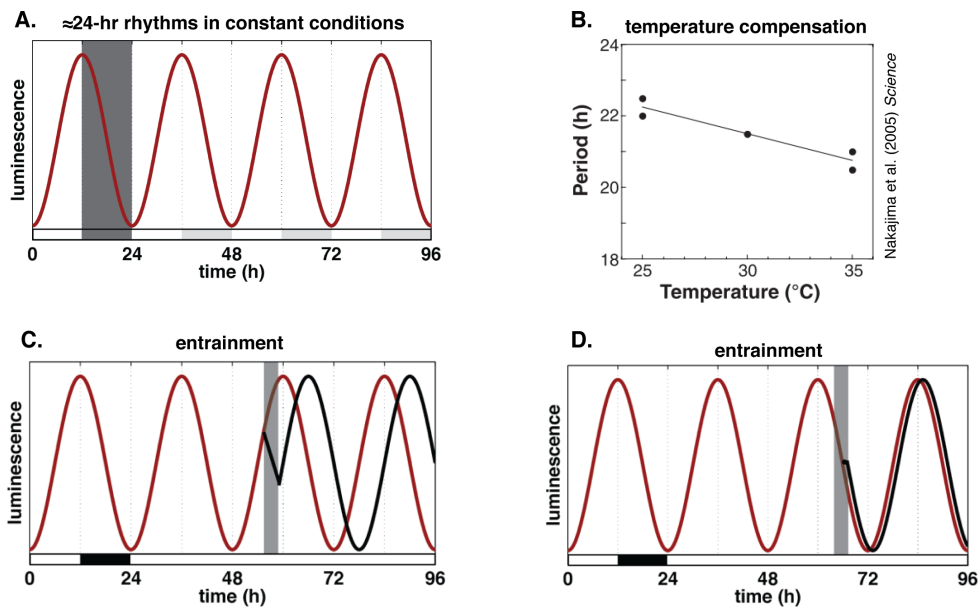 A.
≈24-hr rhythms in constant conditions
luminescence
0 24 48 72 96
time (h)
B.
temperature compensation
Period (h)
24
22
20
18
25 30 35
Temperature (°C)
Nakajima et al. (2005) Science
C.
entrainment
luminescence
0 24 48 72 96
time (h)
D.
entrainment
luminescence
0 24 48 72 96
time (h)